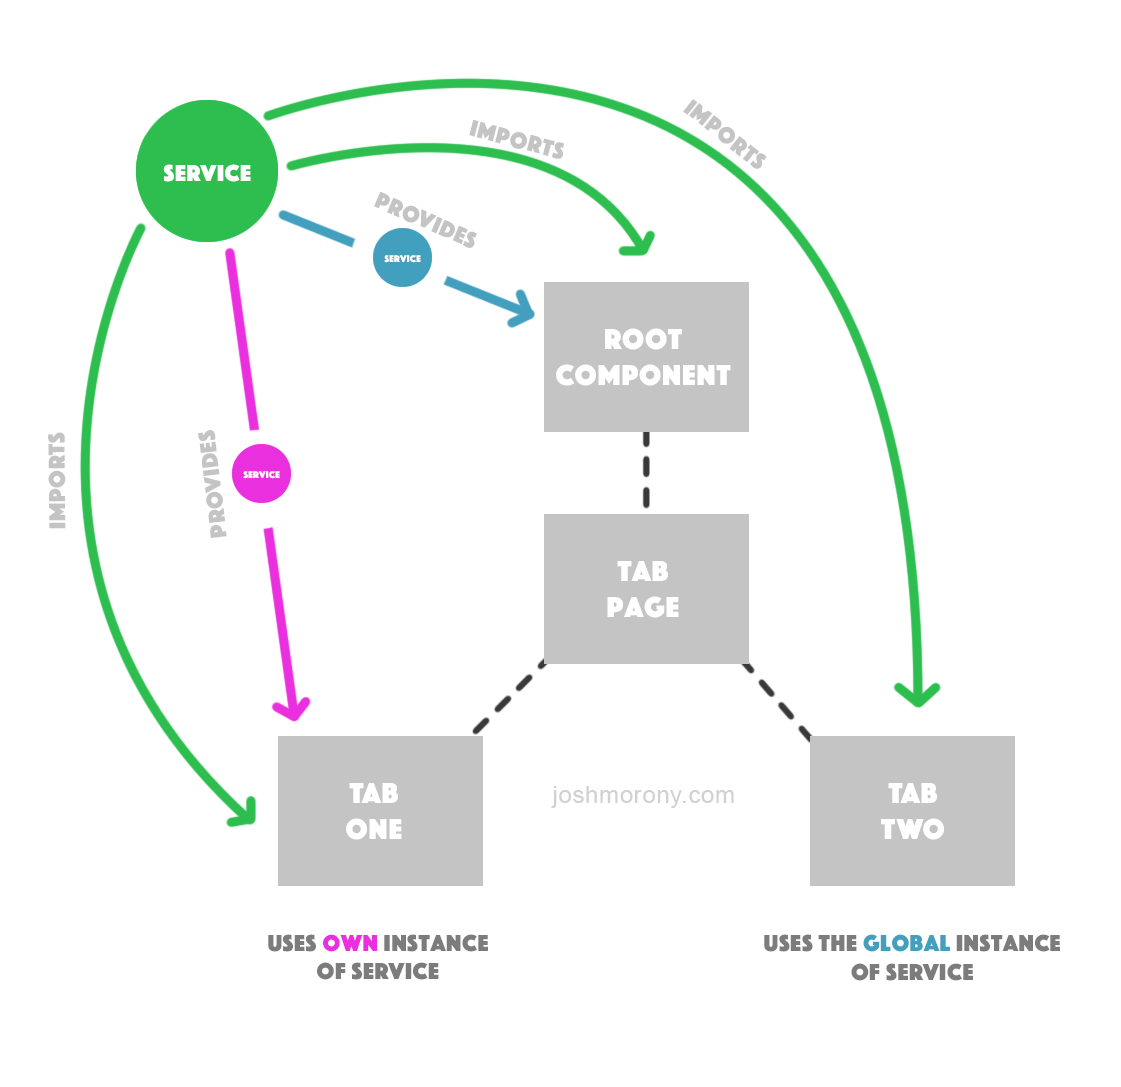 IMPORTS
IMPORTS
SERVICE
PROVIDES
SERVICE
ROOT
COMPONENT
IMPORTS
PROVIDES
SERVICE
TAB
PAGE
TAB
ONE
joshmorony.com
TAB
TWO
USES OWN INSTANCE
OF SERVICE
USES THE GLOBAL INSTANCE
OF SERVICE